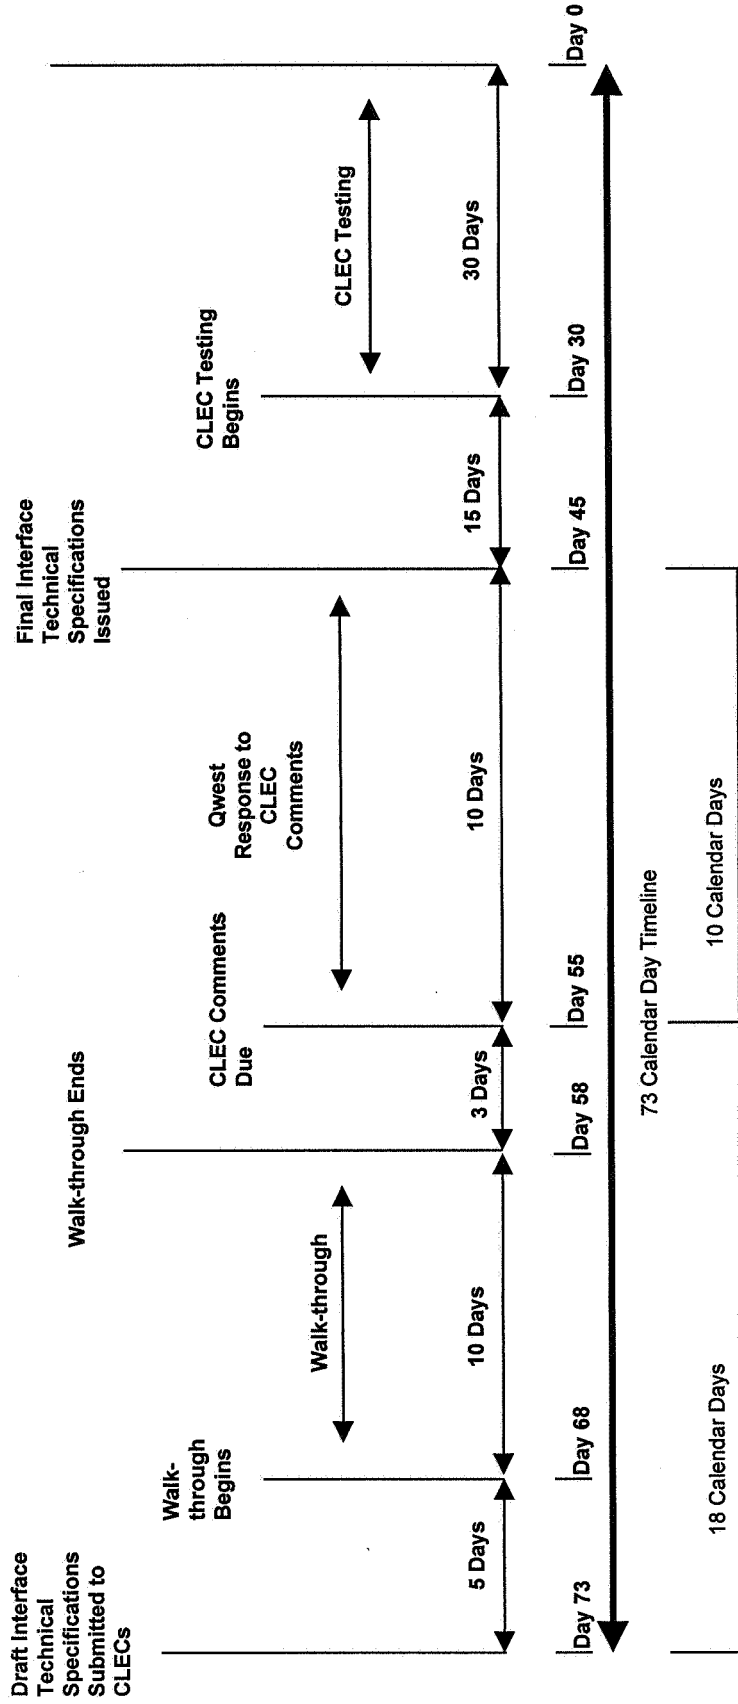 Draft Interface
Technical
Specifications
Submitted to
CLECs
Walk-
through
Begins
Walk-through Ends
CLEC Comments
Due
Qwest
Response to
CLEC
Comments
Final Interface
Technical
Specifications
Issued
CLEC Testing
Begins
Walk-through
CLEC Testing
5 Days
10 Days
3 Days
10 Days
15 Days
30 Days
Day 73
Day 68
Day 58
Day 55
Day 45
Day 30
Day 0
73 Calendar Day Timeline
18 Calendar Days
10 Calendar Days